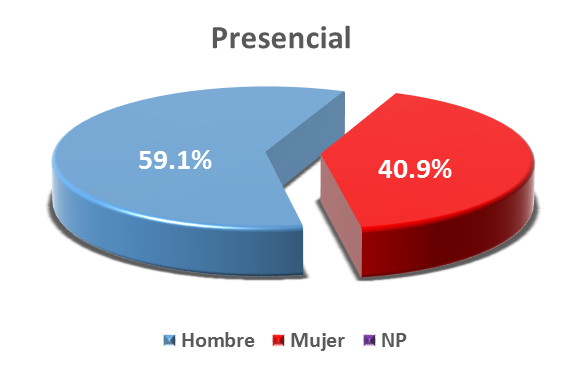 Presencial
59.1%
40.9%
Hombre Mujer NP